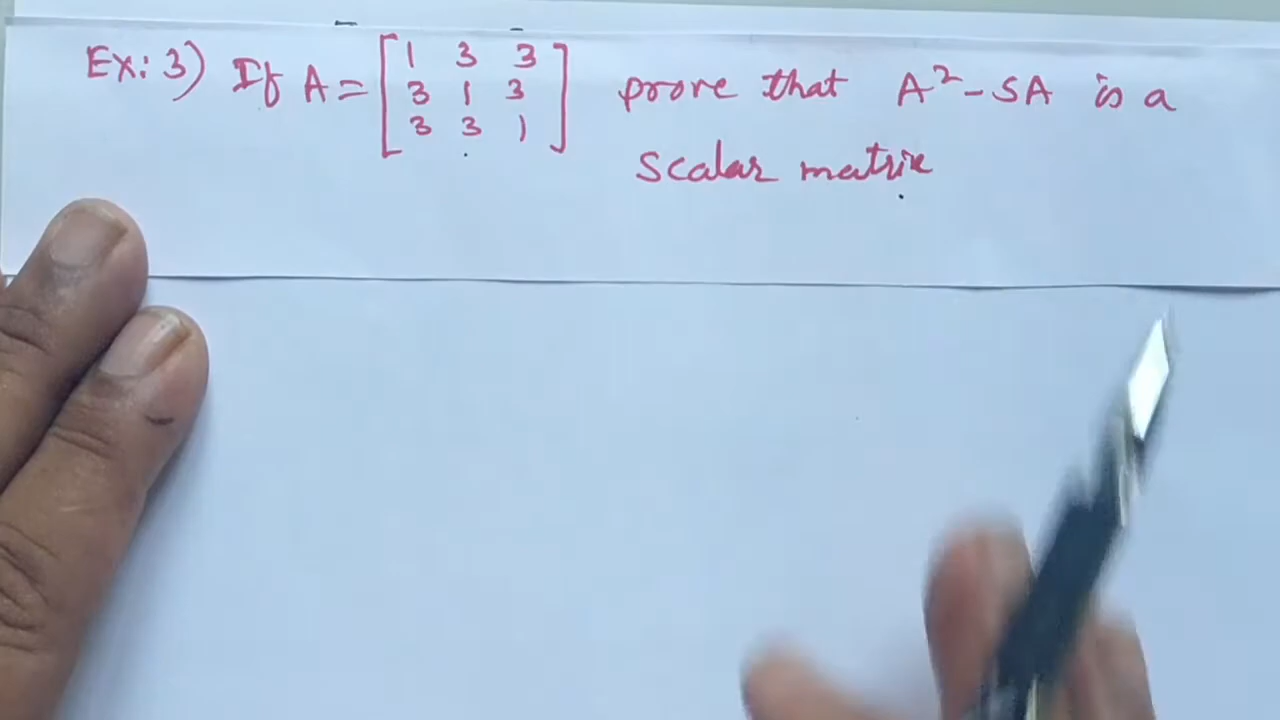 Ex: 3) If A = [1 3 3 prove that A² - 5A is a
3 1 3
3 3 1]
Scalar matrix